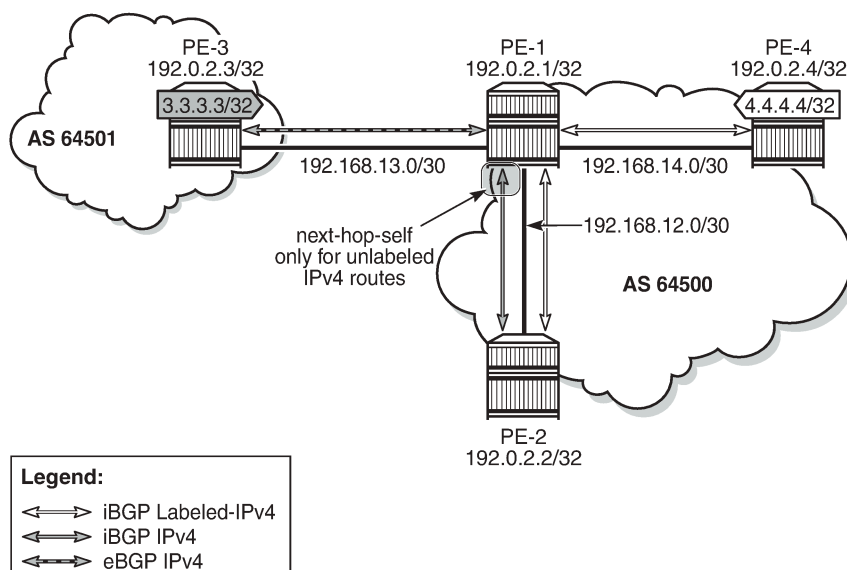 PE-3
192.0.2.3/32
PE-1
192.0.2.1/32
PE-4
192.0.2.4/32
3.3.3.3/32
4.4.4.4/32
AS 64501
192.168.13.0/30
192.168.14.0/30
next-hop-self
only for unlabeled
IPv4 routes
192.168.12.0/30
AS 64500
PE-2
192.0.2.2/32
Legend:
iBGP Labeled-IPv4
iBGP IPv4
eBGP IPv4